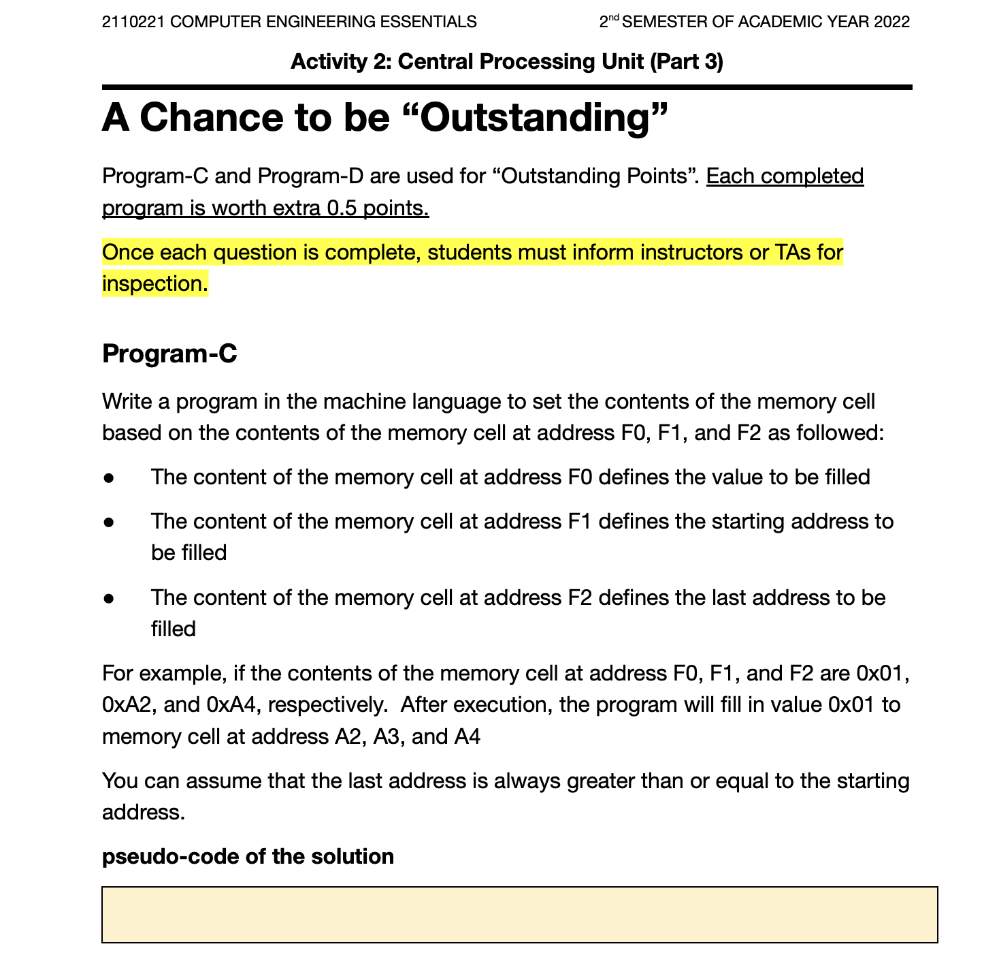 2110221 COMPUTER ENGINEERING ESSENTIALS 2nd SEMESTER OF ACADEMIC YEAR 2022
Activity 2: Central Processing Unit (Part 3)
A Chance to be “Outstanding”
Program-C and Program-D are used for “Outstanding Points”. Each completed
program is worth extra 0.5 points.
Once each question is complete, students must inform instructors or TAs for
inspection.
Program-C
Write a program in the machine language to set the contents of the memory cell
based on the contents of the memory cell at address F0, F1, and F2 as followed:
● The content of the memory cell at address F0 defines the value to be filled
● The content of the memory cell at address F1 defines the starting address to
be filled
● The content of the memory cell at address F2 defines the last address to be
filled
For example, if the contents of the memory cell at address F0, F1, and F2 are 0x01,
0xA2, and 0xA4, respectively.  After execution, the program will fill in value 0x01 to
memory cell at address A2, A3, and A4
You can assume that the last address is always greater than or equal to the starting
address.
pseudo-code of the solution